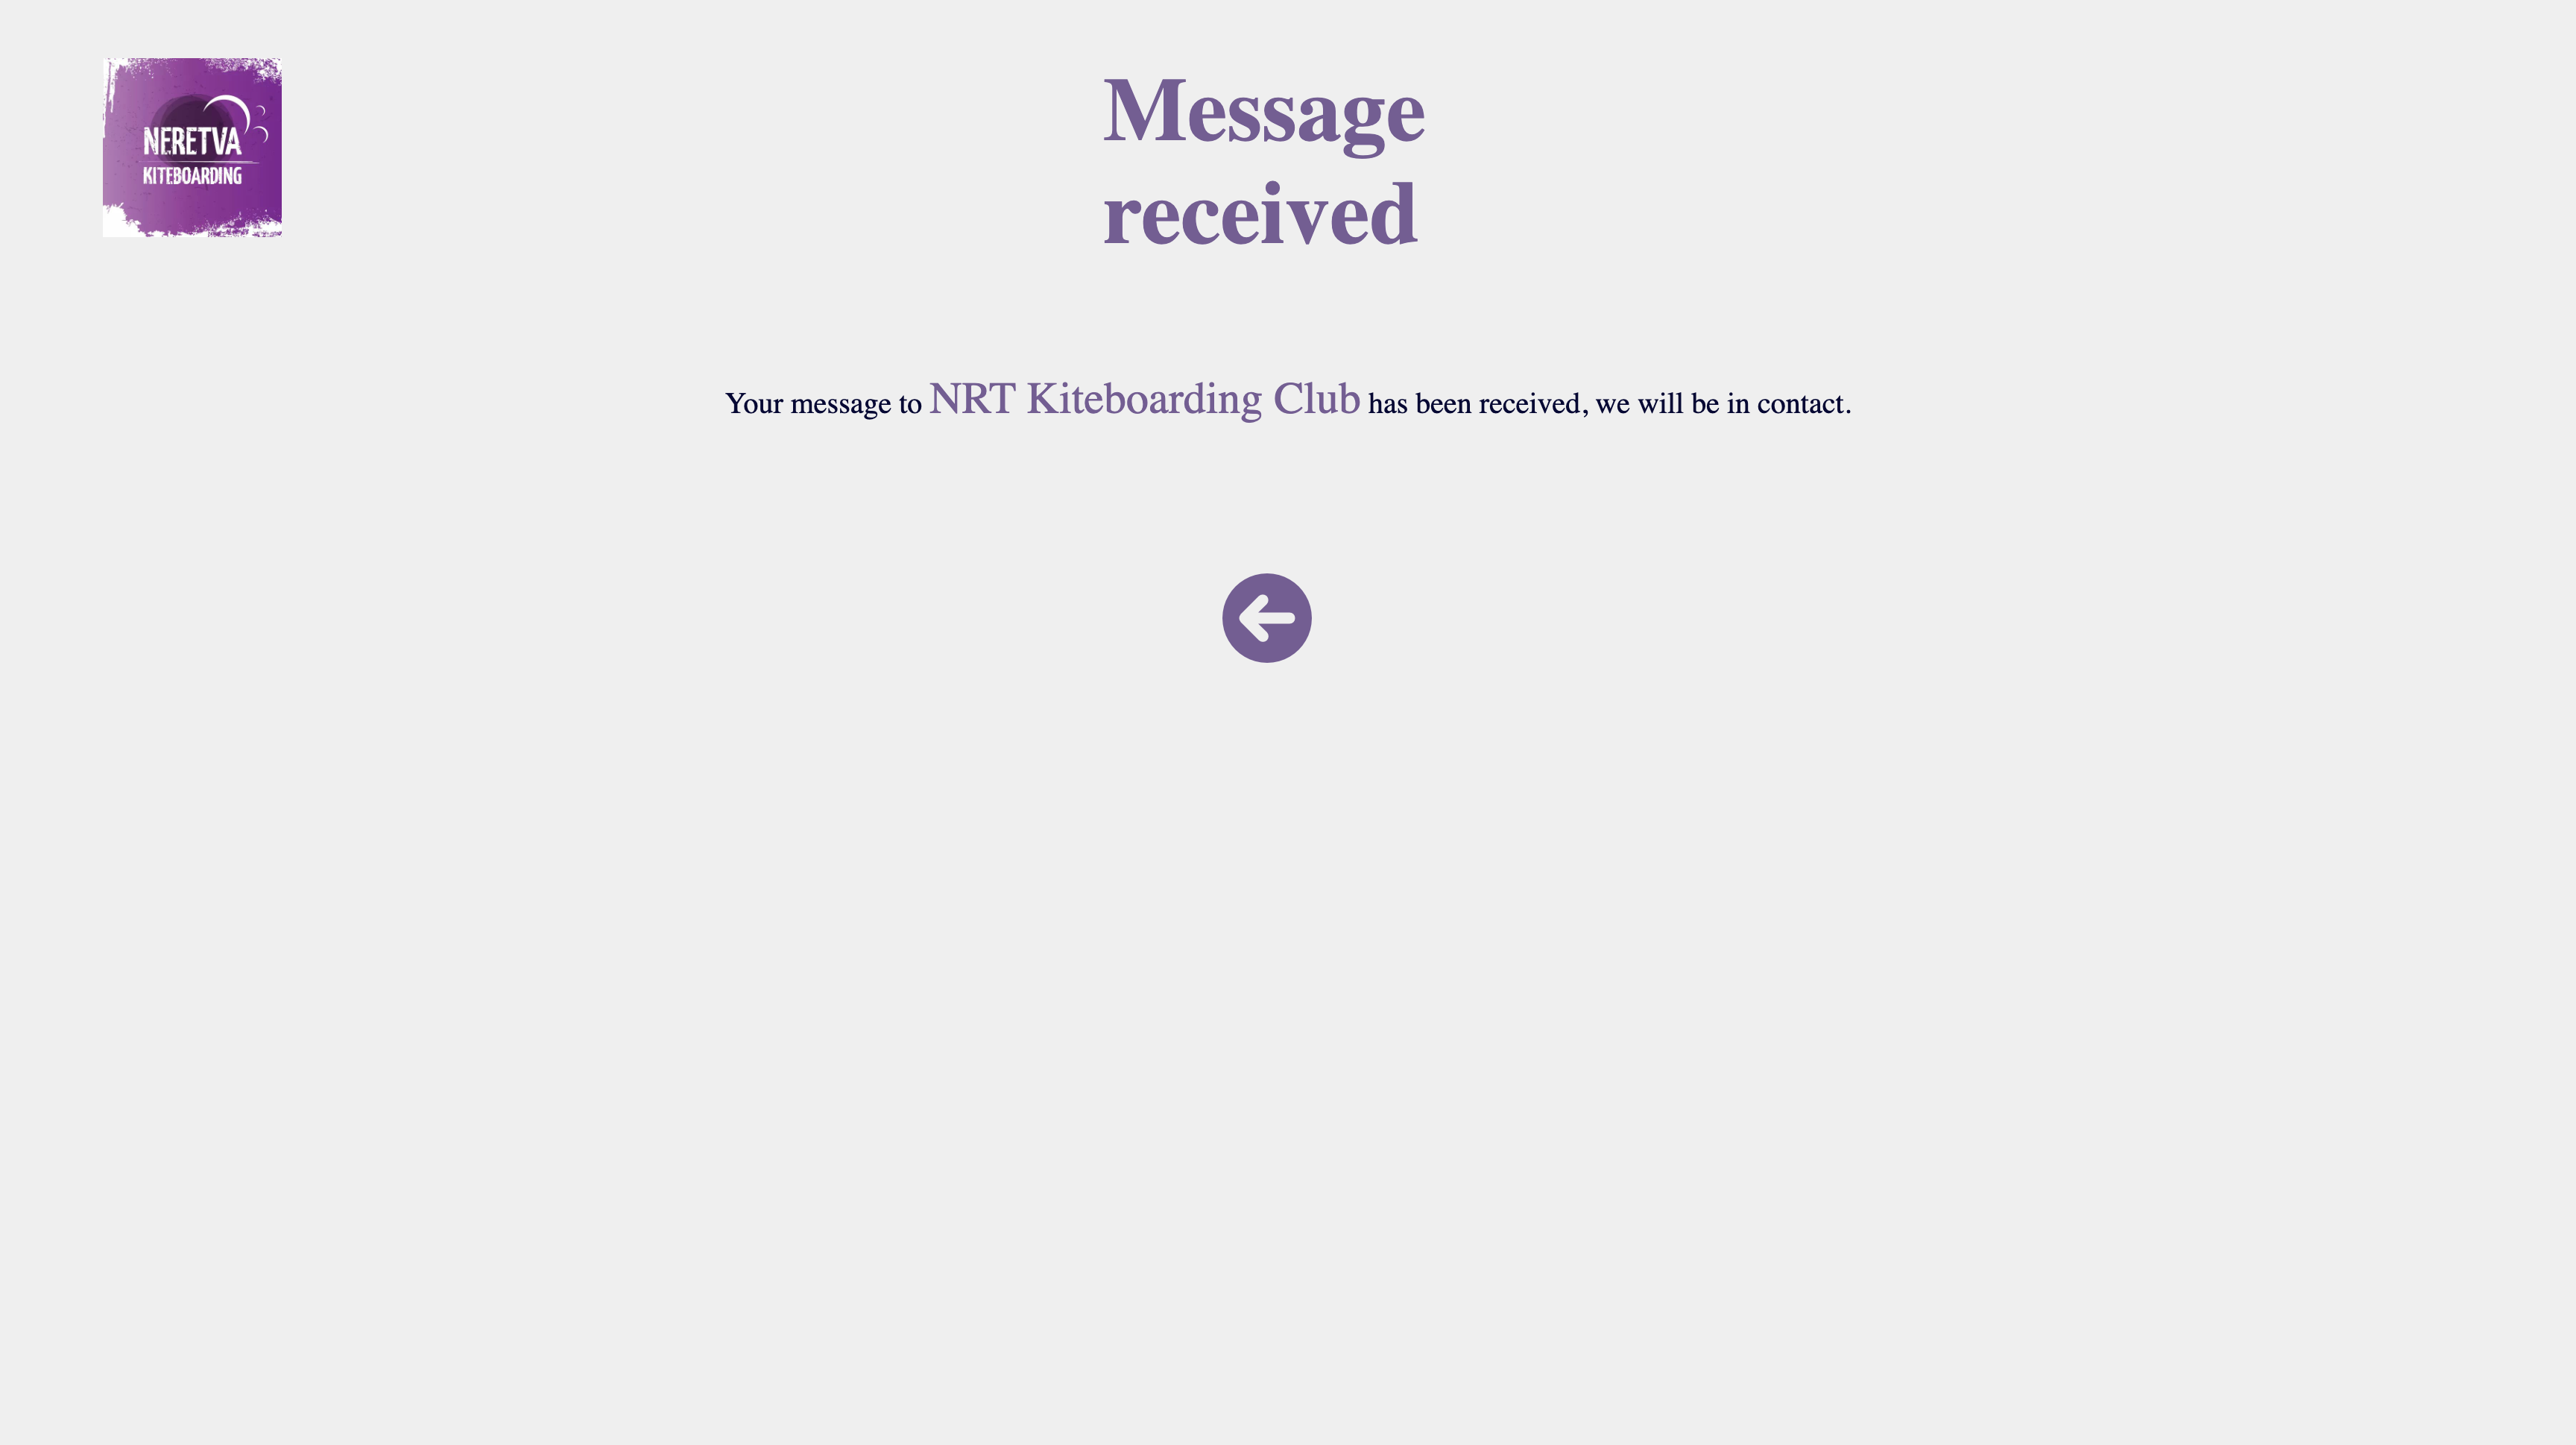 NERETVA
KITEBOARDING
Message
received
Your message to NRT Kiteboarding Club has been received, we will be in contact.